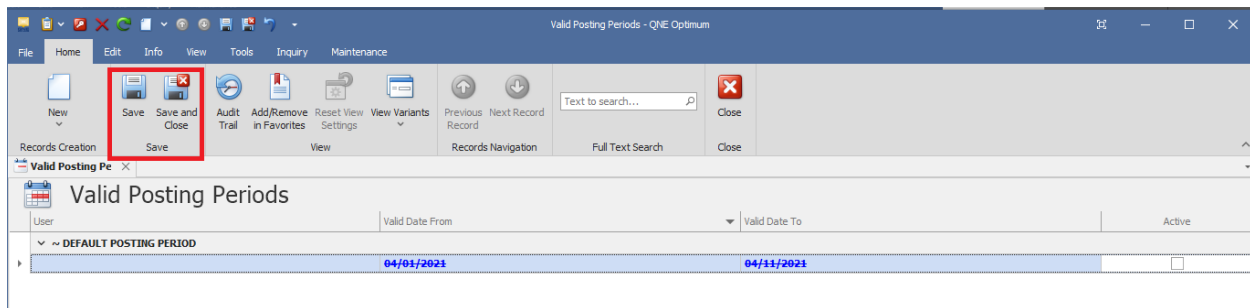 Valid Posting Periods - QNE Optimum
File Home Edit Info View Tools Inquiry Maintenance
New Save Save and Close Audit Trail Add/Remove in Favorites Reset View Settings View Variants Previous Record Next Record Text to search... Close
Records Creation Save View Records Navigation Full Text Search Close
Valid Posting Pe
Valid Posting Periods
User Valid Date From Valid Date To Active
~ DEFAULT POSTING PERIOD
04/01/2021 04/11/2021